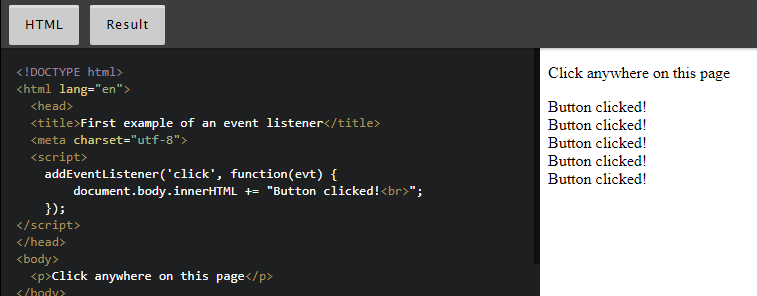 HTML Result
<!DOCTYPE html>
<html lang="en">
<head>
<title>First example of an event listener</title>
<meta charset="utf-8">
<script>
addEventListener('click', function(evt) {
document.body.innerHTML += "Button clicked!<br>";
});
</script>
</head>
<body>
<p>Click anywhere on this page</p>
</body>
Click anywhere on this page
Button clicked!
Button clicked!
Button clicked!
Button clicked!
Button clicked!